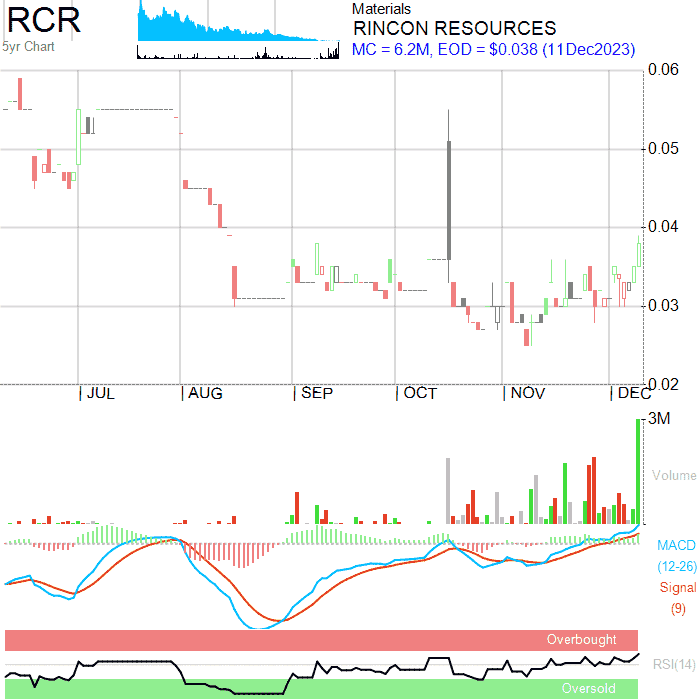 RCR
5yr Chart
Materials
RINCON RESOURCES
MC = 6.2M, EOD = $0.038 (11Dec2023)
0.06
0.05
0.04
0.03
0.02
JUL
AUG
SEP
OCT
NOV
DEC
3M
Volume
MACD
(12-26)
Signal
(9)
Overbought
RSI(14)
Oversold